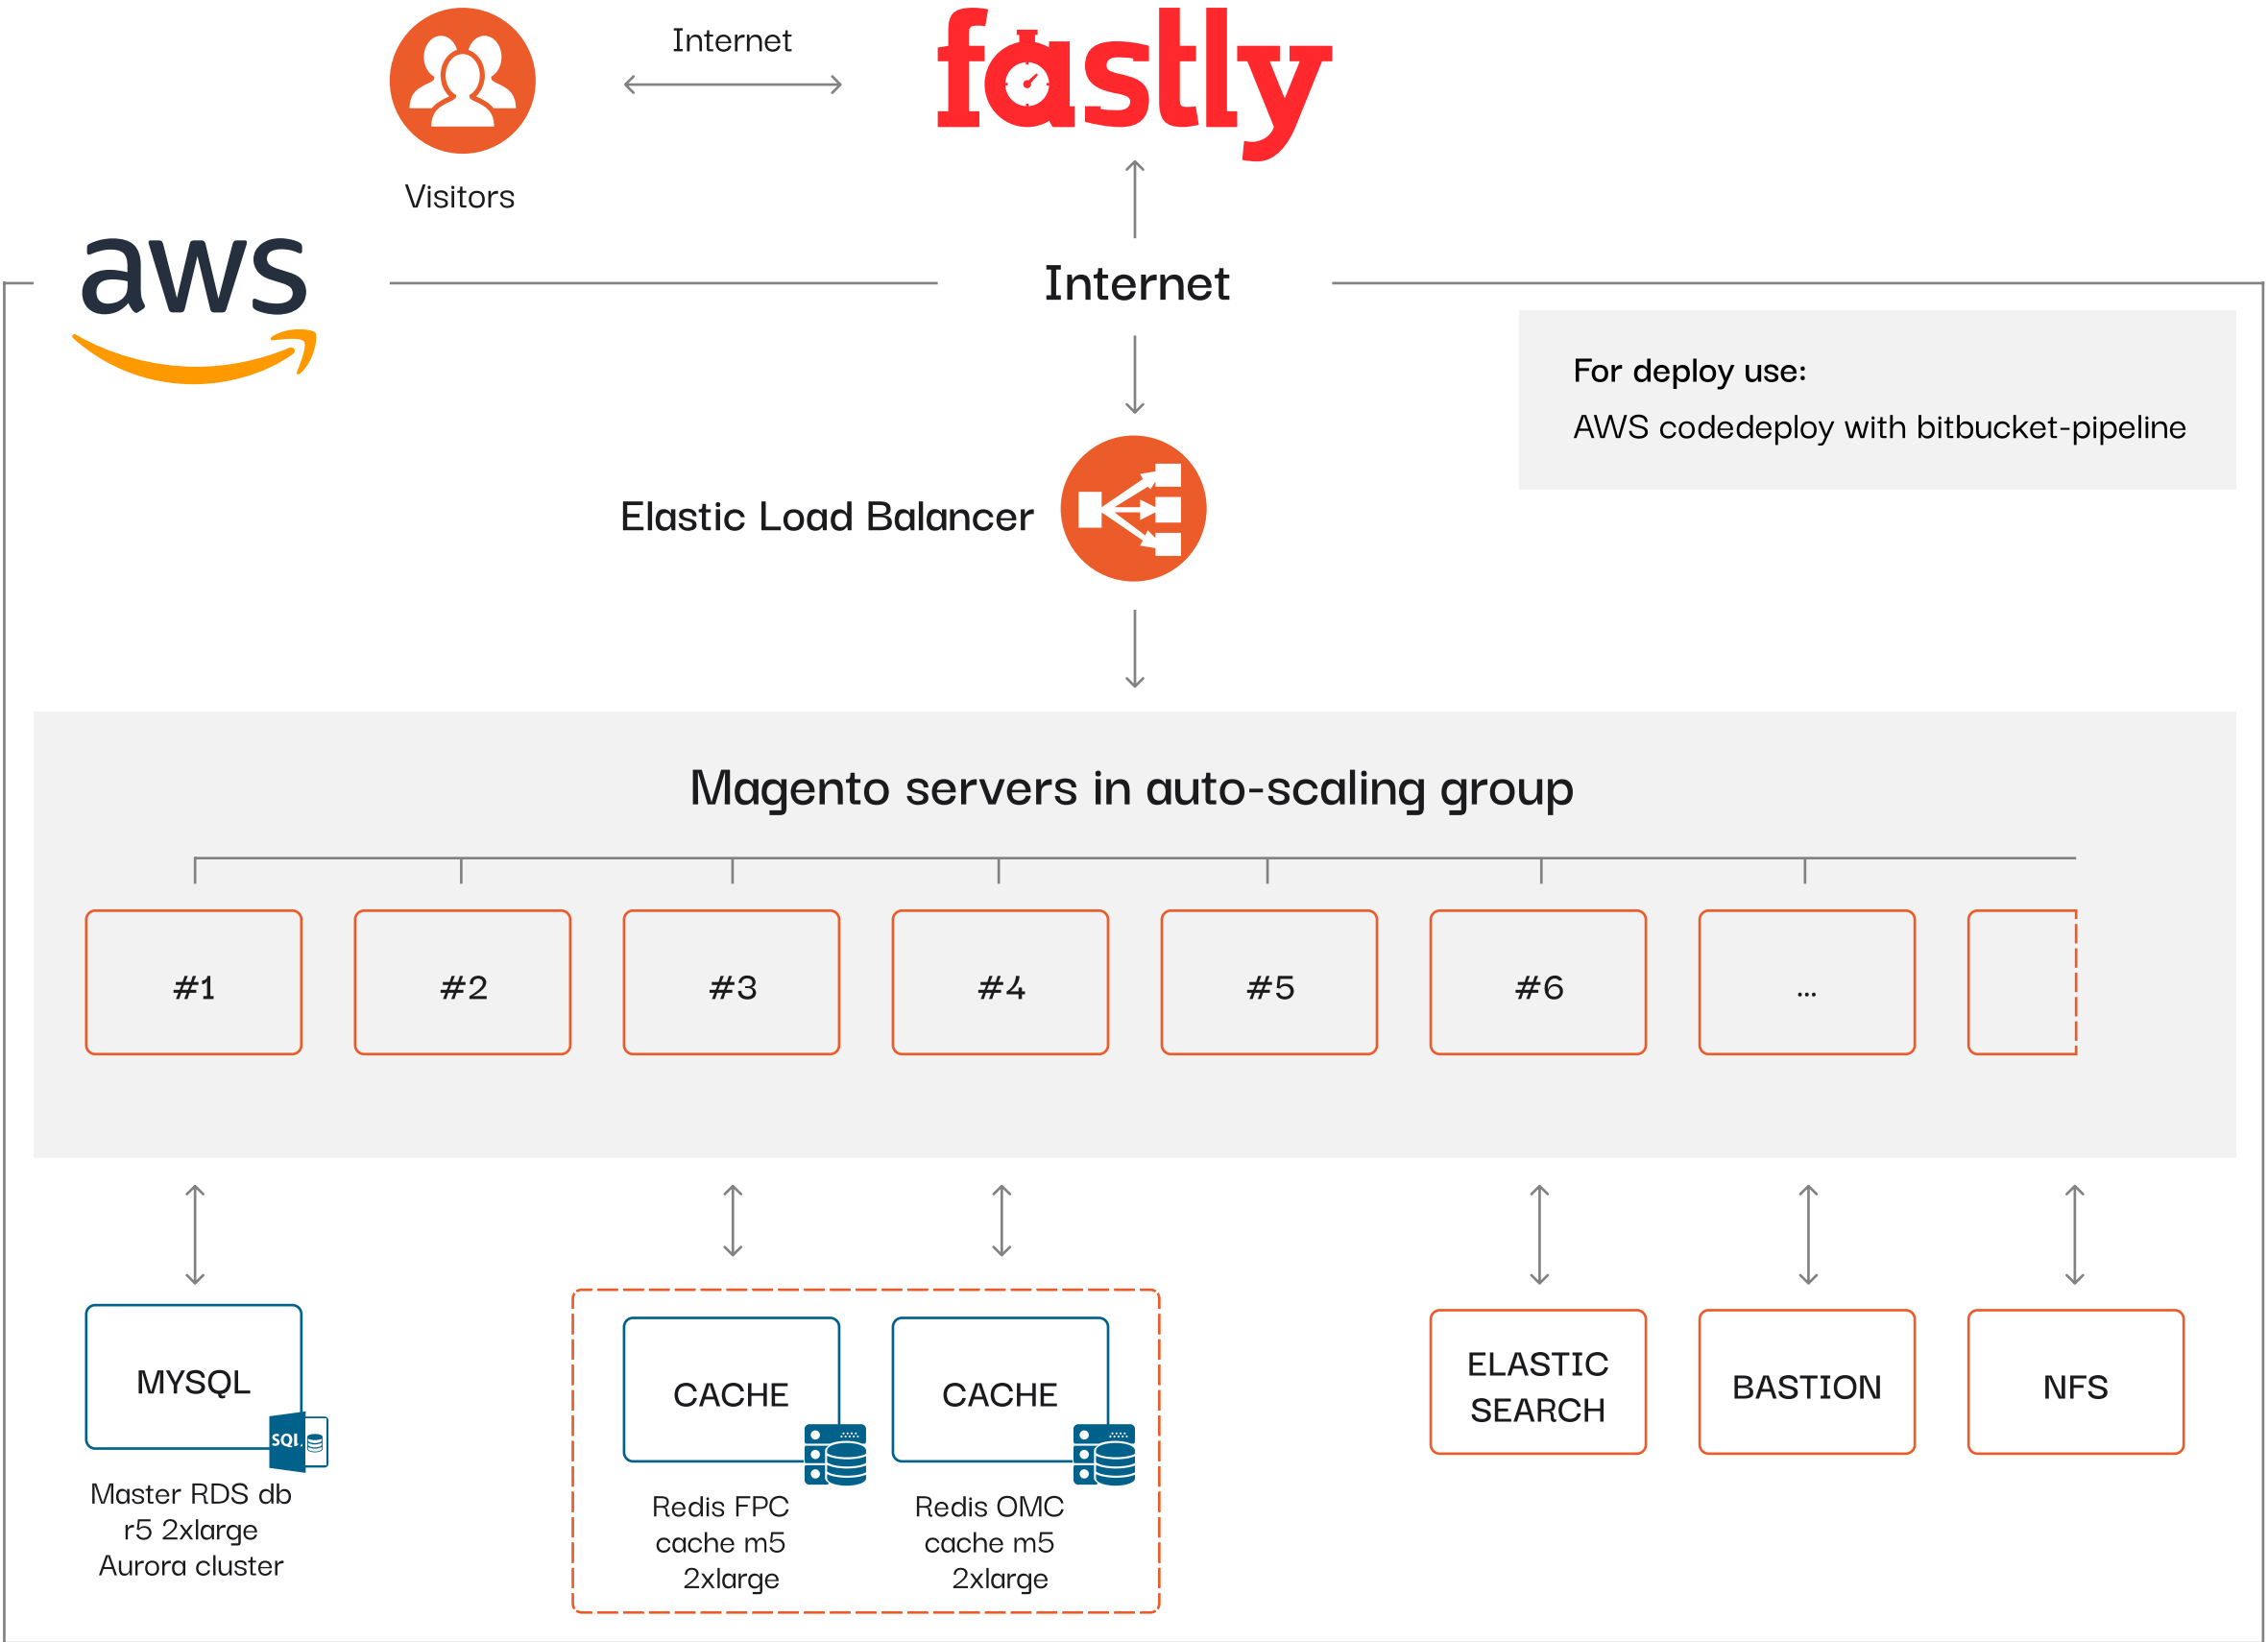 Internet
fastly
Visitors
aws
Internet
For deploy use:
AWS codedeploy with bitbucket-pipeline
Elastic Load Balancer
Magento servers in auto-scaling group
#1
#2
#3
#4
#5
#6
...
MYSQL
SQL
Master RDS db
r5 2xlarge
Aurora cluster
CACHE
Redis FPC
cache m5
2xlarge
CACHE
Redis OMC
cache m5
2xlarge
ELASTIC
SEARCH
BASTION
NFS